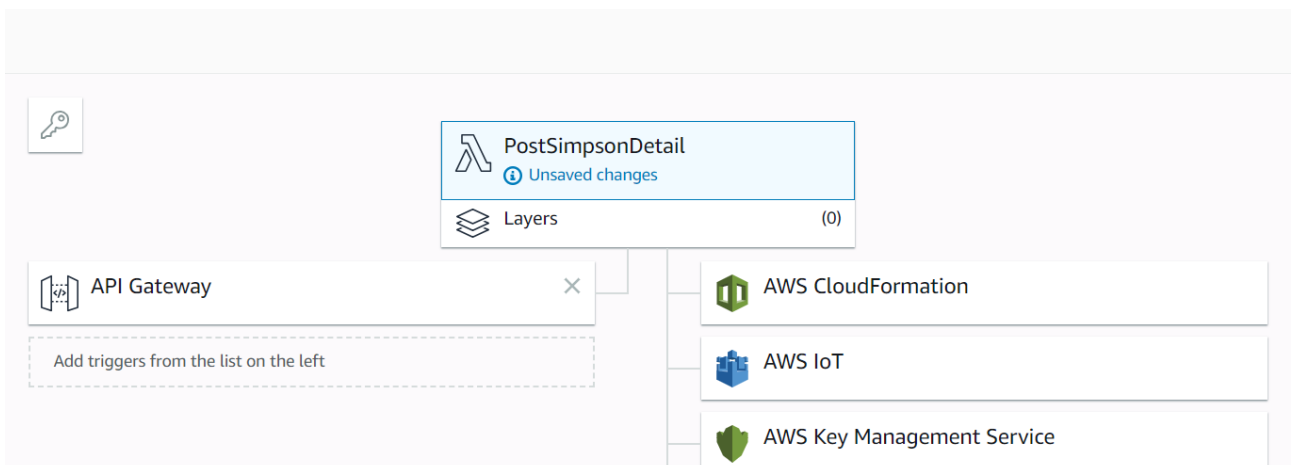 PostSimpsonDetail
Unsaved changes
Layers (0)
API Gateway
Add triggers from the list on the left
AWS CloudFormation
AWS IoT
AWS Key Management Service